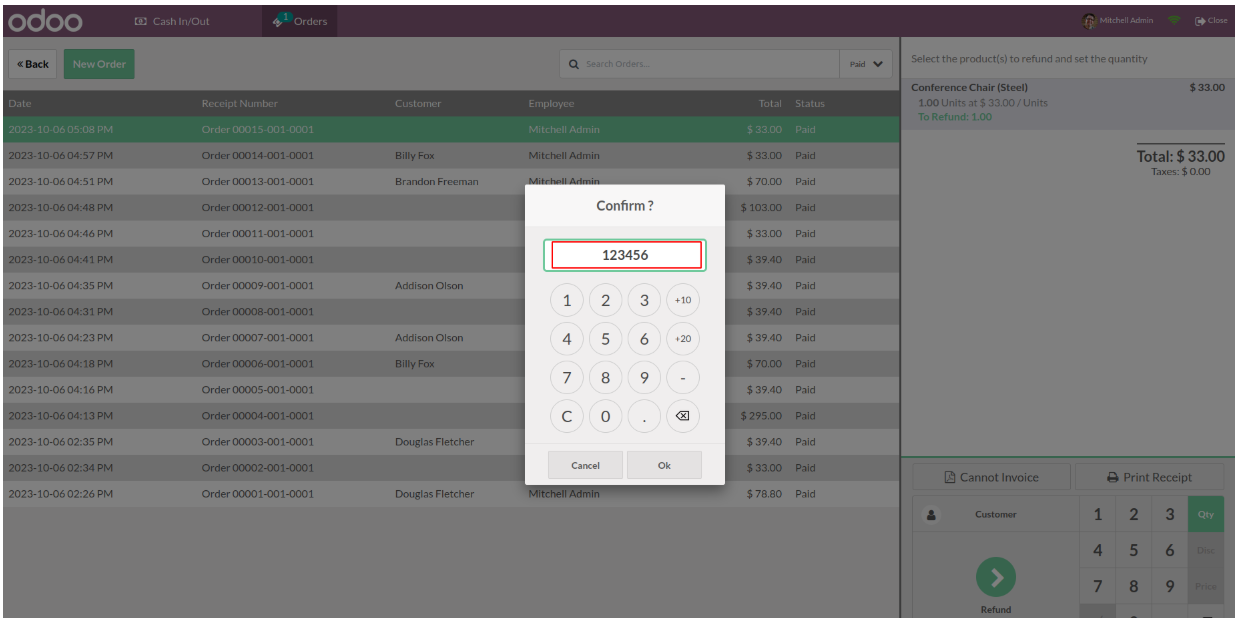 odoo Cash In/Out 1 Orders Mitchell Admin Close
Back New Order Search Orders... Paid
Date Receipt Number Customer Employee Total Status
2023-10-06 05:08 PM Order 00015-001-0001 Mitchell Admin $ 33.00 Paid
2023-10-06 04:57 PM Order 00014-001-0001 Billy Fox Mitchell Admin $ 33.00 Paid
2023-10-06 04:51 PM Order 00013-001-0001 Brandon Freeman Mitchell Admin $ 70.00 Paid
2023-10-06 04:48 PM Order 00012-001-0001 $ 103.00 Paid
2023-10-06 04:46 PM Order 00011-001-0001 $ 33.00 Paid
2023-10-06 04:41 PM Order 00010-001-0001 $ 39.40 Paid
2023-10-06 04:35 PM Order 00009-001-0001 Addison Olson $ 39.40 Paid
2023-10-06 04:31 PM Order 00008-001-0001 $ 39.40 Paid
2023-10-06 04:23 PM Order 00007-001-0001 Addison Olson $ 39.40 Paid
2023-10-06 04:18 PM Order 00006-001-0001 Billy Fox $ 70.00 Paid
2023-10-06 04:16 PM Order 00005-001-0001 $ 39.40 Paid
2023-10-06 04:13 PM Order 00004-001-0001 $ 295.00 Paid
2023-10-06 02:35 PM Order 00003-001-0001 Douglas Fletcher $ 39.40 Paid
2023-10-06 02:34 PM Order 00002-001-0001 $ 33.00 Paid
2023-10-06 02:26 PM Order 00001-001-0001 Douglas Fletcher Mitchell Admin $ 78.80 Paid
Confirm ?
123456
1 2 3 +10
4 5 6 +20
7 8 9 -
C 0 .
Cancel Ok
Select the product(s) to refund and set the quantity
Conference Chair (Steel) $ 33.00
1.00 Units at $ 33.00 / Units
To Refund: 1.00
Total: $ 33.00
Taxes: $ 0.00
Cannot Invoice Print Receipt
Customer 1 2 3 Qty
4 5 6 Disc
7 8 9 Price
Refund